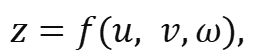 z = f(u, v, ω),